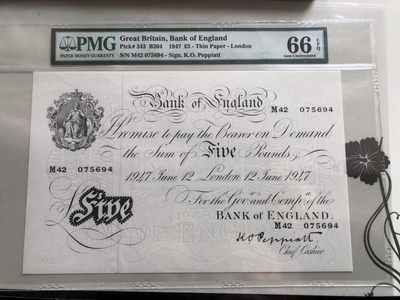 PMG
PAPER MONEY GUARANTY
Great Britain, Bank of England
Pick# 343 B264 1947 £5 - Thin Paper - London
S/N M42 075694 - Sign. K.O. Peppiatt
66 EPQ
Gem Uncirculated
Bank of England
M42 075694
I Promise to pay the Bearer on Demand
the Sum of Five Pounds
M42 075694
1947 June 12 London 12 June 1947
For the Govr. and Compa. of the
BANK of ENGLAND.
£Five
M42 075694
K O Peppiatt
Chief Cashier.